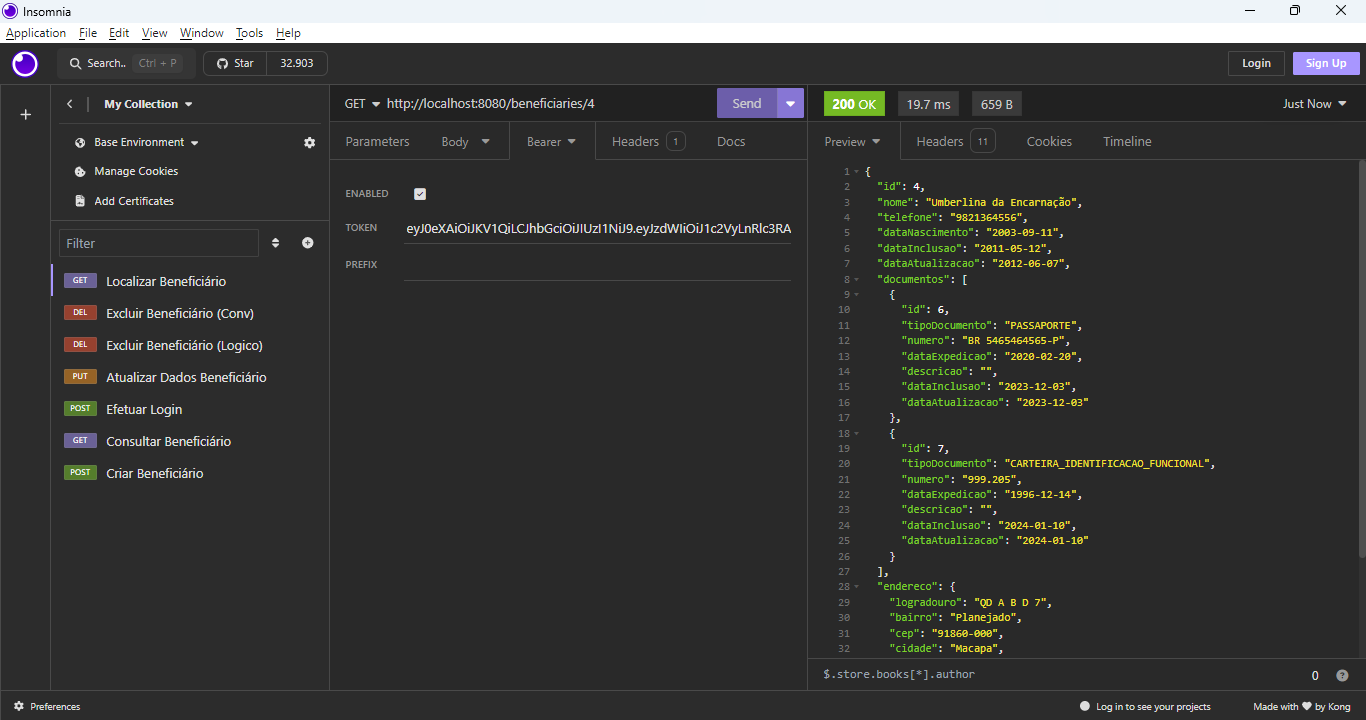 Insomnia
Application File Edit View Window Tools Help
Search.. Ctrl + P
Star 32.903
Login Sign Up
My Collection
Base Environment
Manage Cookies
Add Certificates
Filter
GET Localizar Beneficiário
DEL Excluir Beneficiário (Conv)
DEL Excluir Beneficiário (Logico)
PUT Atualizar Dados Beneficiário
POST Efetuar Login
GET Consultar Beneficiário
POST Criar Beneficiário
GET http://localhost:8080/beneficiaries/4 Send
Parameters Body Bearer Headers 1 Docs
ENABLED
TOKEN eyJ0eXAiOiJKV1QiLCJhbGciOiJIUzI1NiJ9.eyJzdWIiOiJ1c2VyLnRlc3RA
PREFIX
200 OK 19.7 ms 659 B Just Now
Preview Headers 11 Cookies Timeline
1 {
2 "id": 4,
3 "nome": "Umberlina da Encarnação",
4 "telefone": "9821364556",
5 "dataNascimento": "2003-09-11",
6 "dataInclusao": "2011-05-12",
7 "dataAtualizacao": "2012-06-07",
8 "documentos": [
9 {
10 "id": 6,
11 "tipoDocumento": "PASSAPORTE",
12 "numero": "BR 5465464565-P",
13 "dataExpedicao": "2020-02-20",
14 "descricao": "",
15 "dataInclusao": "2023-12-03",
16 "dataAtualizacao": "2023-12-03"
17 },
18 {
19 "id": 7,
20 "tipoDocumento": "CARTEIRA_IDENTIFICACAO_FUNCIONAL",
21 "numero": "999.205",
22 "dataExpedicao": "1996-12-14",
23 "descricao": "",
24 "dataInclusao": "2024-01-10",
25 "dataAtualizacao": "2024-01-10"
26 }
27 ],
28 "endereco": {
29 "logradouro": "QD A B D 7",
30 "bairro": "Planejado",
31 "cep": "91860-000",
32 "cidade": "Macapa",
$.store.books[*].author 0 ?
Preferences
Log in to see your projects
Made with by Kong